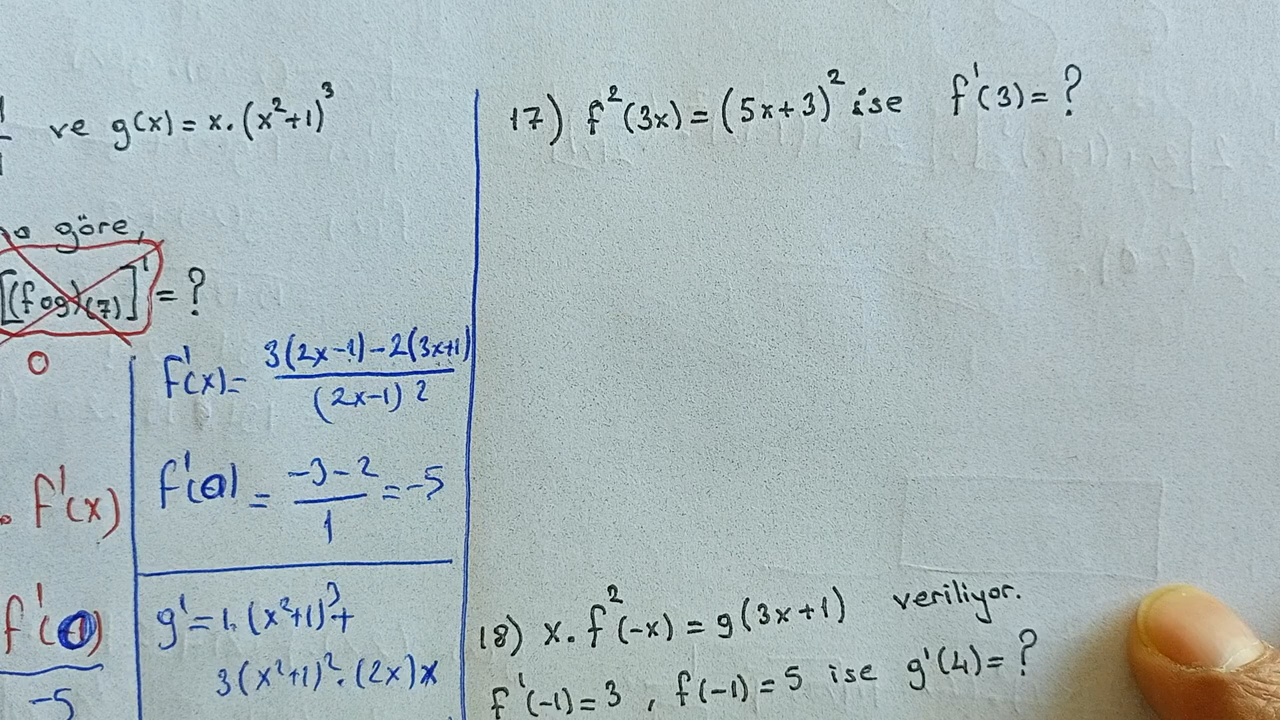 ve g(x) = x.(x²+1)³
göre,
[(fog)(7)]' = ?
0
f'(x) = 3(2x-1)-2(3x+1) / (2x-1)²
f'(0) = -3-2 / 1 = -5
. f'(x)
g' = 1.(x²+1)³+
3(x²+1)².(2x)x
f'(0)
-5
17) f²(3x) = (5x+3)² ise f'(3) = ?
18) x.f²(-x) = g(3x+1) veriliyor.
f'(-1) = 3, f(-1) = 5 ise g'(4) = ?